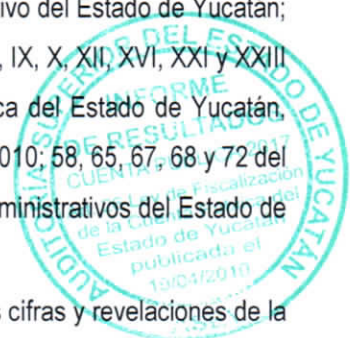 ivo del Estado de Yucatán;
, IX, X, XII, XVI, XXI y XXIII
ca del Estado de Yucatán,
010; 58, 65, 67, 68 y 72 del
ministrativos del Estado de
s cifras y revelaciones de la
AUDITORÍA SUPERIOR DEL ESTADO DE YUCATÁN
INFORME
DE RESULTADOS
CUENTA 2017
Ley de Fiscalización
de la Cuenta del
Estado de Yucatán
publicada el
19/04/2010